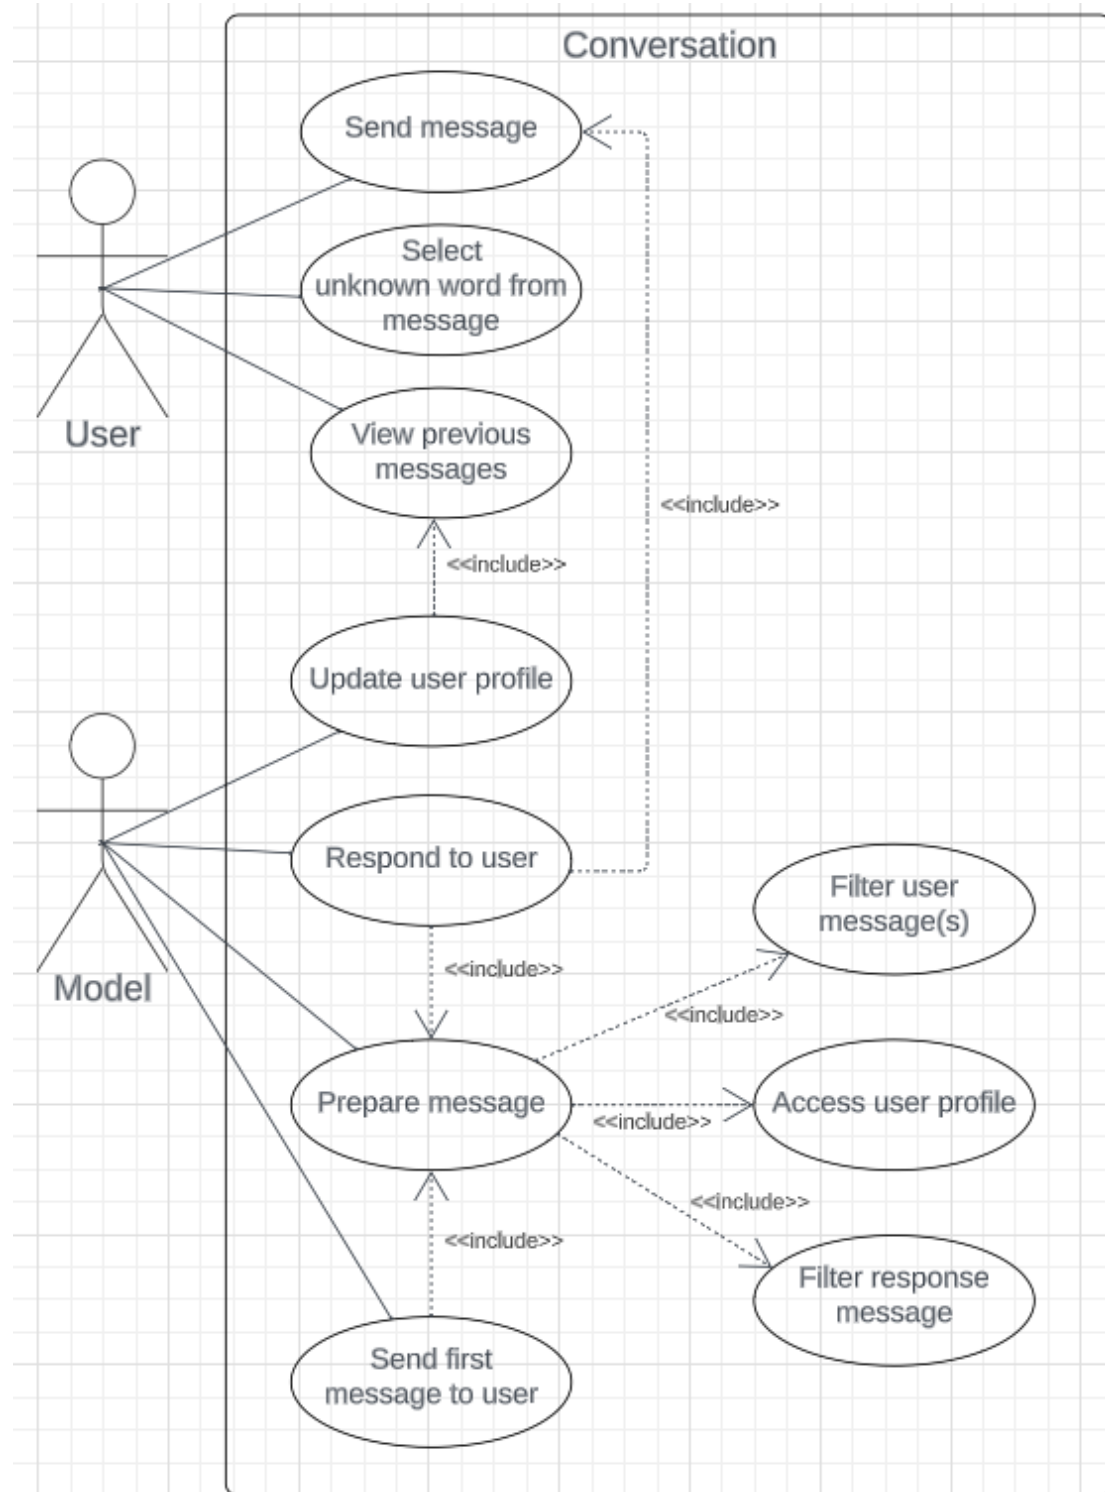 Conversation
Send message
Select
unknown word from
message
User
View previous
messages
<<include>>
<<include>>
Update user profile
Model
Respond to user
Filter user
message(s)
<<include>>
<<include>>
Prepare message
Access user profile
<<include>>
<<include>>
<<include>>
Filter response
message
Send first
message to user